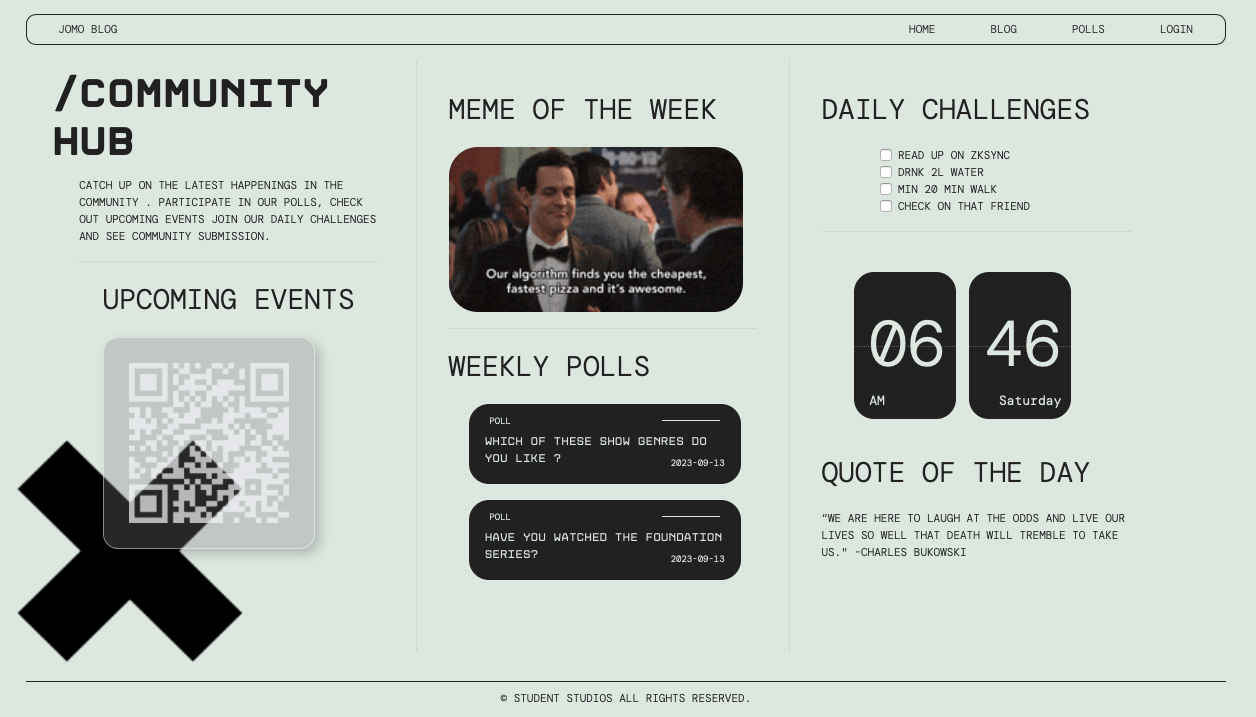 JOMO BLOG
HOME
BLOG
POLLS
LOGIN
/COMMUNITY
HUB
CATCH UP ON THE LATEST HAPPENINGS IN THE
COMMUNITY . PARTICIPATE IN OUR POLLS, CHECK
OUT UPCOMING EVENTS JOIN OUR DAILY CHALLENGES
AND SEE COMMUNITY SUBMISSION.
UPCOMING EVENTS
MEME OF THE WEEK
Our algorithm finds you the cheapest,
fastest pizza and it's awesome.
WEEKLY POLLS
POLL
WHICH OF THESE SHOW GENRES DO
YOU LIKE ?
2023-09-13
POLL
HAVE YOU WATCHED THE FOUNDATION
SERIES?
2023-09-13
DAILY CHALLENGES
READ UP ON ZKSYNC
DRNK 2L WATER
MIN 20 MIN WALK
CHECK ON THAT FRIEND
06
AM
46
Saturday
QUOTE OF THE DAY
“WE ARE HERE TO LAUGH AT THE ODDS AND LIVE OUR
LIVES SO WELL THAT DEATH WILL TREMBLE TO TAKE
US." -CHARLES BUKOWSKI
© STUDENT STUDIOS ALL RIGHTS RESERVED.